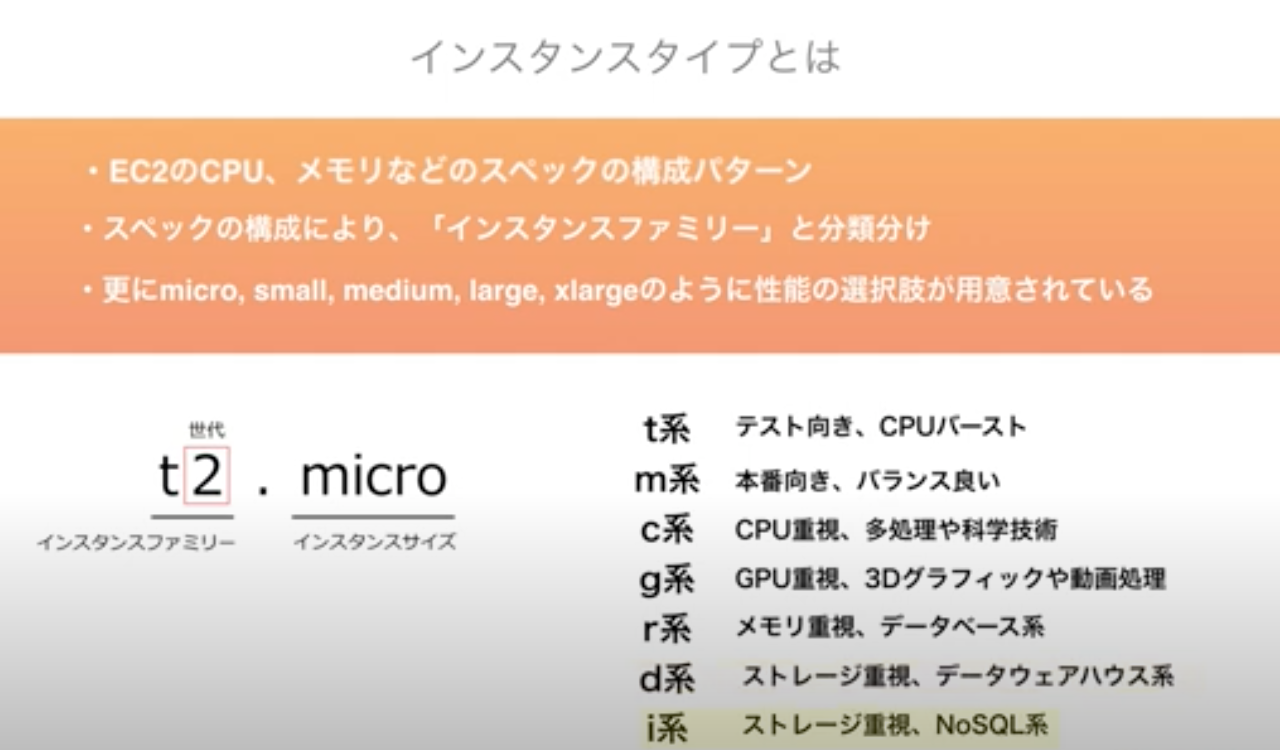 インスタンスタイプとは
・EC2のCPU、メモリなどのスペックの構成パターン
・スペックの構成により、「インスタンスファミリー」と分類分け
・更にmicro, small, medium, large, xlargeのように性能の選択肢が用意されている
世代
t2 . micro
インスタンスファミリー インスタンスサイズ
t系 テスト向き、CPUバースト
m系 本番向き、バランス良い
c系 CPU重視、多処理や科学技術
g系 GPU重視、3Dグラフィックや動画処理
r系 メモリ重視、データベース系
d系 ストレージ重視、データウェアハウス系
i系 ストレージ重視、NoSQL系